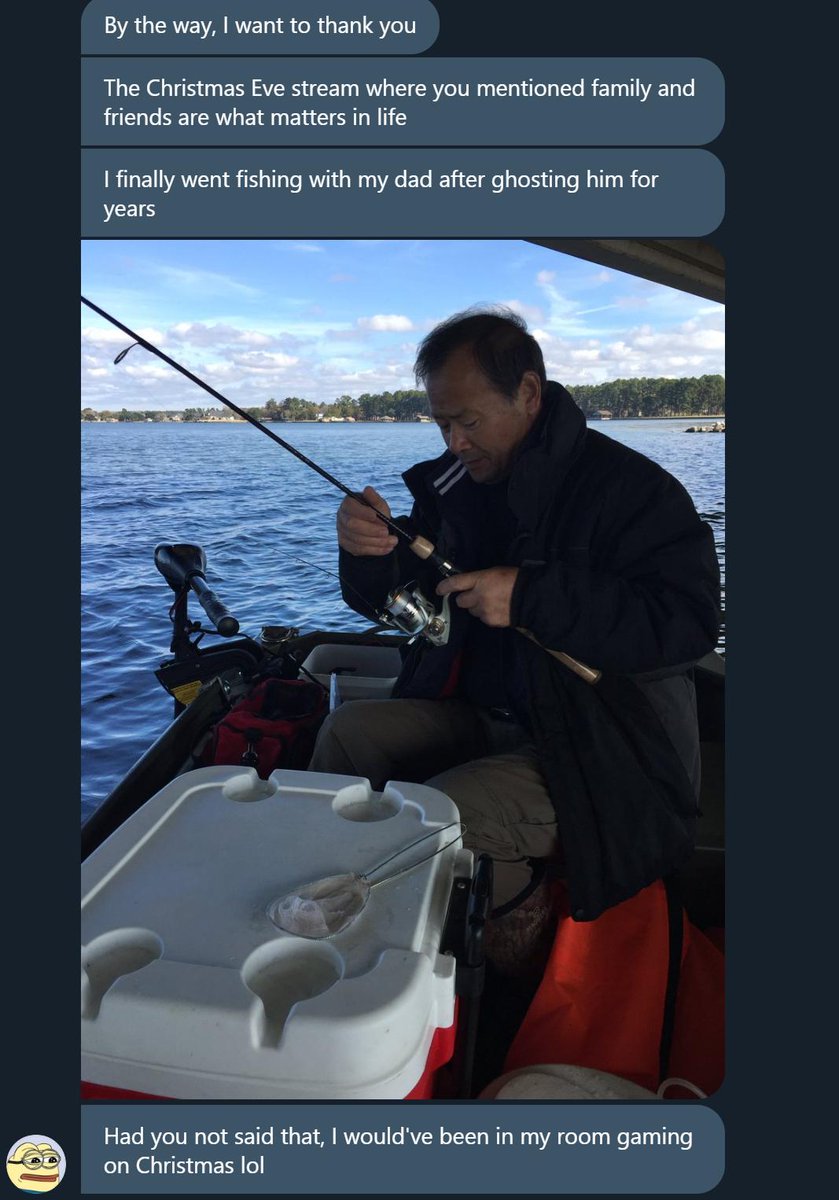 By the way, I want to thank you
The Christmas Eve stream where you mentioned family and
friends are what matters in life
I finally went fishing with my dad after ghosting him for
years
Had you not said that, I would've been in my room gaming
on Christmas lol